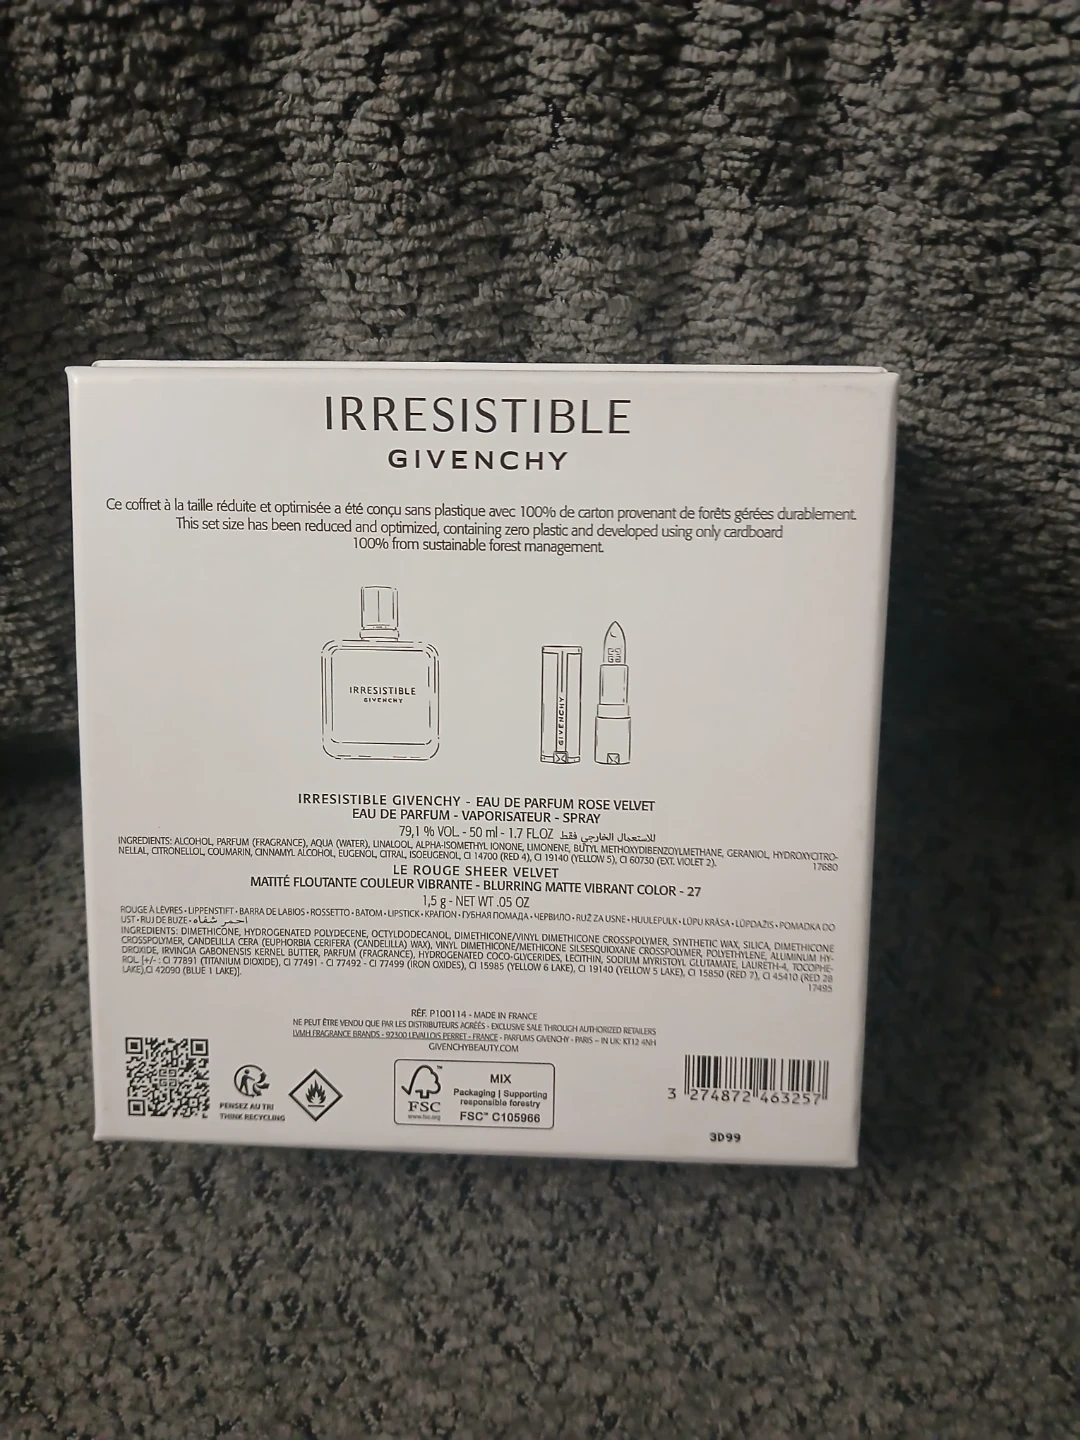 IRRESISTIBLE
GIVENCHY
Ce coffret à la taille réduite et optimisée a été conçu sans plastique avec 100% de carton provenant de forêts gérées durablement.
This set size has been reduced and optimized, containing zero plastic and developed using only cardboard
100% from sustainable forest management.
IRRESISTIBLE
GIVENCHY
GIVENCHY
IRRESISTIBLE GIVENCHY - EAU DE PARFUM ROSE VELVET
EAU DE PARFUM - VAPORISATEUR - SPRAY
79,1 % VOL - 50 ml - 1.7 FL.OZ للاستعمال الخارجي فقط
INGREDIENTS: ALCOHOL, PARFUM (FRAGRANCE), AQUA (WATER), LINALOOL, ALPHA-ISOMETHYL IONONE, LIMONENE, BUTYL METHOXYDIBENZOYLMETHANE, GERANIOL, HYDROXYCITRO-
NELLAL, CITRONELLOL, COUMARIN, CINNAMYL ALCOHOL, EUGENOL, CITRAL, ISOEUGENOL, CI 14700 (RED 4), CI 19140 (YELLOW 5), CI 60730 (EXT. VIOLET 2).
17680
LE ROUGE SHEER VELVET
MATITÉ FLOUTANTE COULEUR VIBRANTE - BLURRING MATTE VIBRANT COLOR - 27
1,5 g - NET WT .05 OZ
ROUGE À LÈVRES • LIPPENSTIFT • BARRA DE LABIOS • ROSSETTO • BATOM • LIPSTICK • КРАГІОН • ГУБНАЯ ПОМАДА • ЧЕРВИЛО • RUŽ ZA USNE • HUULEPULK • LŪPU KRĀSA • LŪPDAŽIS • POMADKA DO
UST • RUJ DE BUZE • احمر شفاه
INGREDIENTS: DIMETHICONE, HYDROGENATED POLYDECENE, OCTYLDODECANOL, DIMETHICONE/VINYL DIMETHICONE CROSSPOLYMER, SYNTHETIC WAX, SILICA, DIMETHICONE
CROSSPOLYMER, CANDELILLA CERA (EUPHORBIA CERIFERA (CANDELILLA) WAX), VINYL DIMETHICONE/METHICONE SILSESQUIOXANE CROSSPOLYMER, POLYETHYLENE, ALUMINUM HY-
DROXIDE, IRVINGIA GABONENSIS KERNEL BUTTER, PARFUM (FRAGRANCE), HYDROGENATED COCO-GLYCERIDES, LECITHIN, SODIUM MYRISTOYL GLUTAMATE, LAURETH-4, TOCOPHE-
ROL. [+/- : CI 77891 (TITANIUM DIOXIDE), CI 77491 - CI 77492 - CI 77499 (IRON OXIDES), CI 15985 (YELLOW 6 LAKE), CI 19140 (YELLOW 5 LAKE), CI 15850 (RED 7), CI 45410 (RED 28
LAKE),CI 42090 (BLUE 1 LAKE)].
17495
RÉF. P100114 - MADE IN FRANCE
NE PEUT ÊTRE VENDU QUE PAR LES DISTRIBUTEURS AGRÉÉS - EXCLUSIVE SALE THROUGH AUTHORIZED RETAILERS
LVMH FRAGRANCE BRANDS - 92300 LEVALLOIS PERRET - FRANCE - PARFUMS GIVENCHY - PARIS – IN UK: KT12 4NH
GIVENCHYBEAUTY.COM
PENSEZ AU TRI
THINK RECYCLING
FSC
www.fsc.org
MIX
Packaging | Supporting
responsible forestry
FSC™ C105966
3 274872 463257
3D99